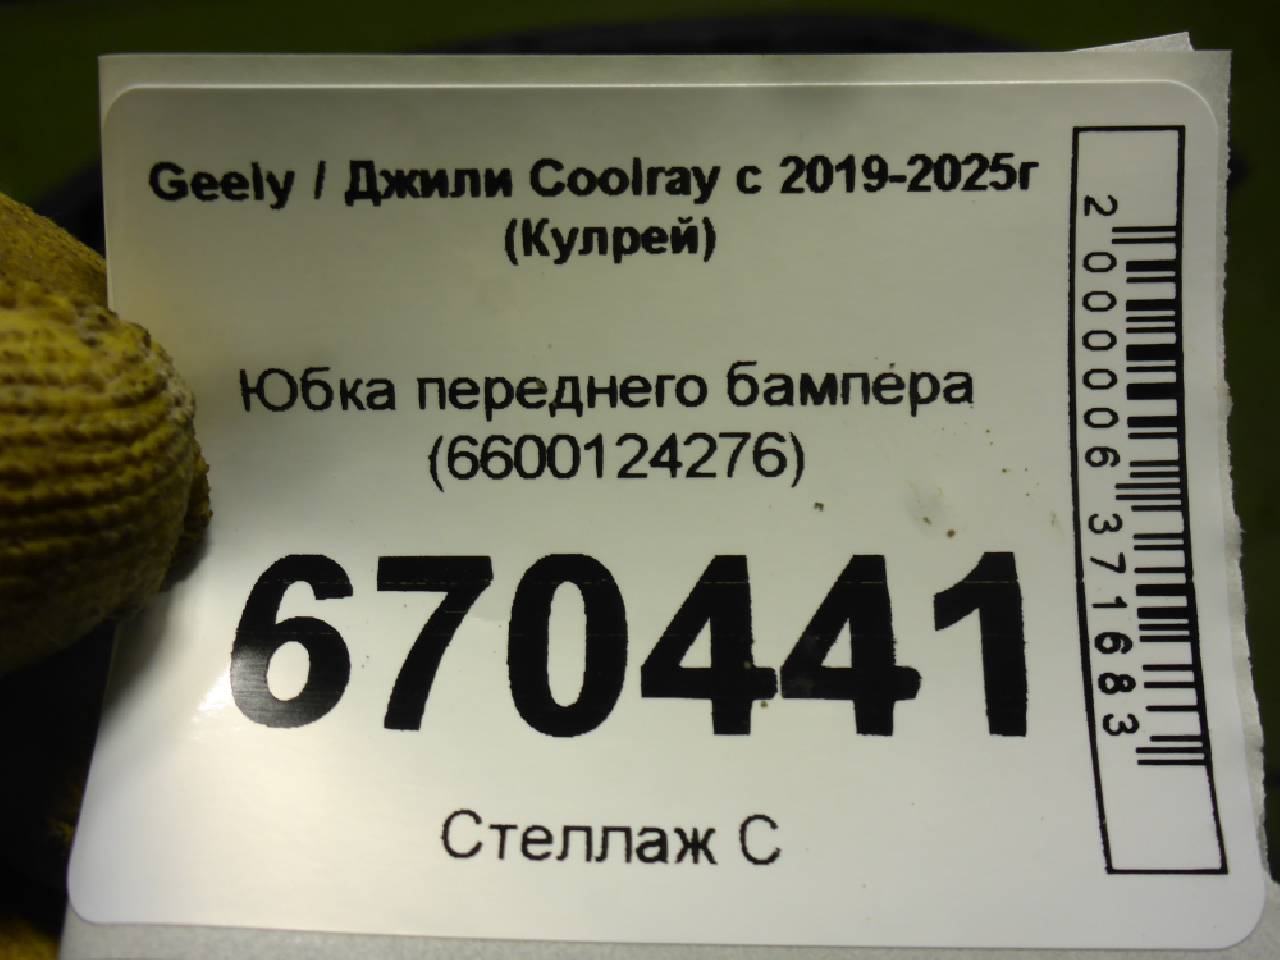 Geely / Джили Coolray с 2019-2025г
(Кулрей)
Юбка переднего бампера
(6600124276)
670441
Стеллаж С
2000006371683